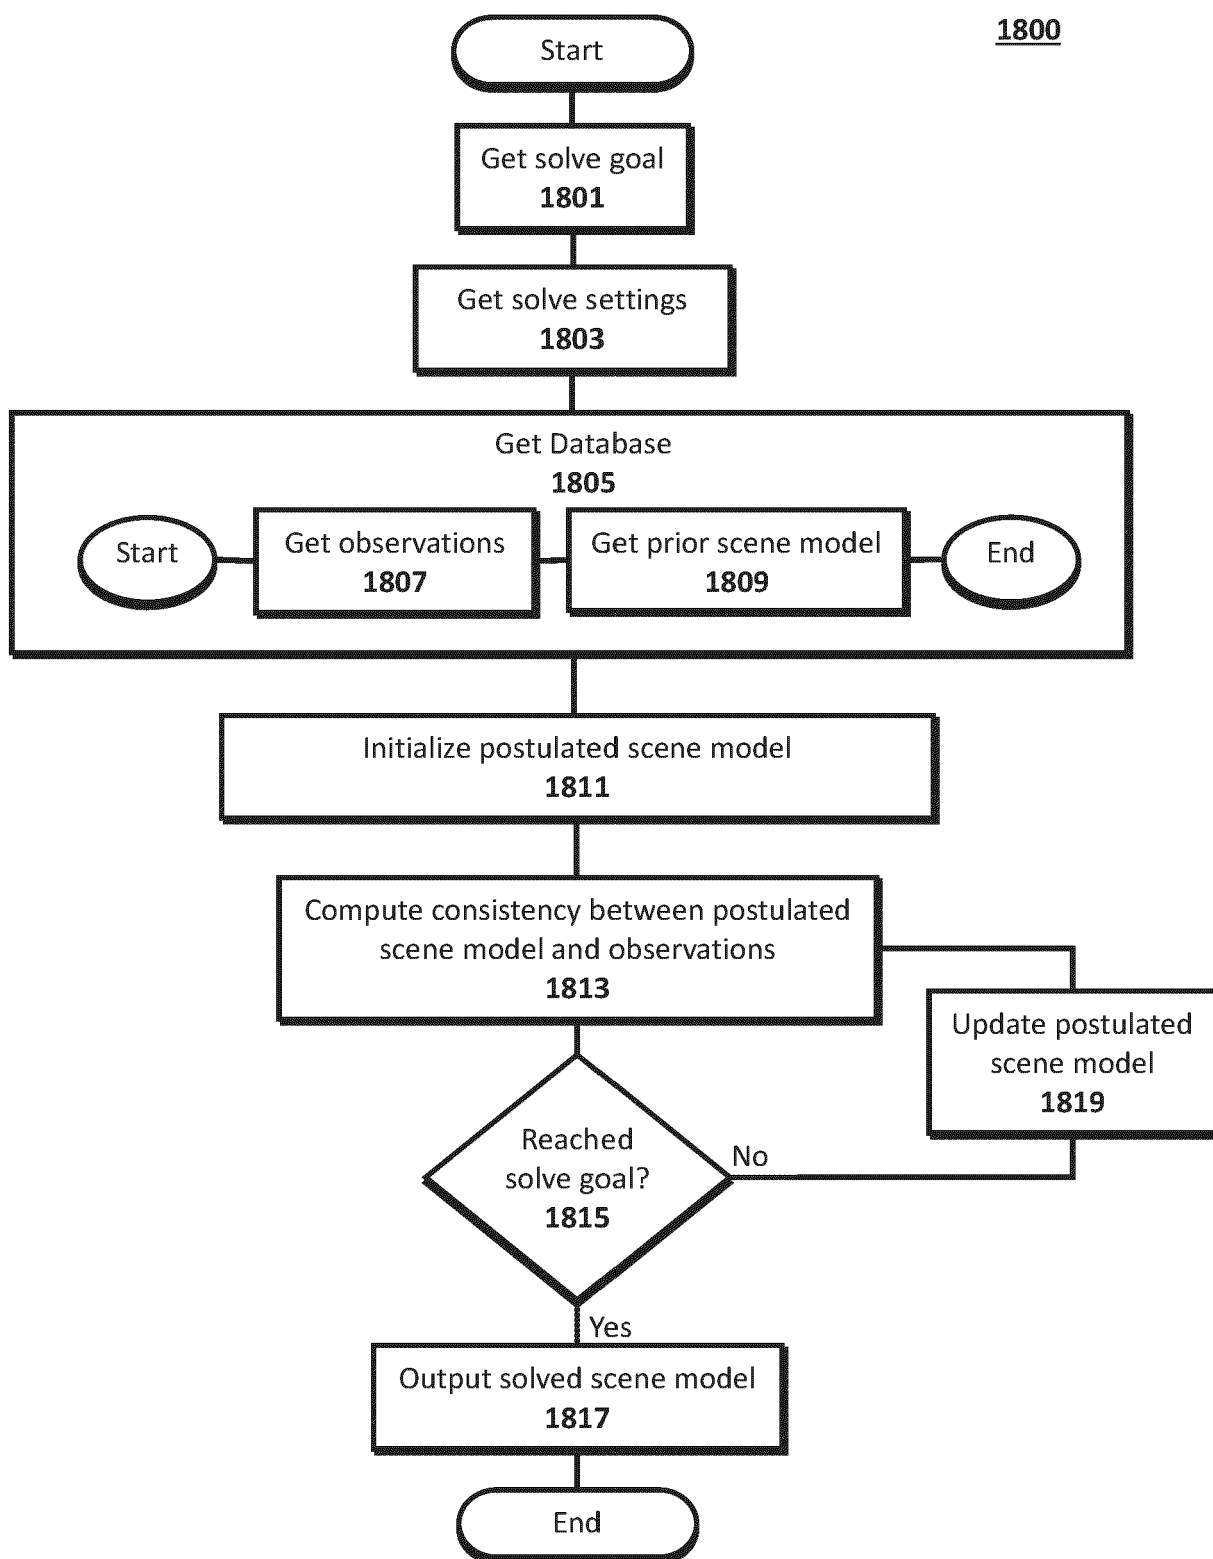 1800
Start
Get solve goal
1801
Get solve settings
1803
Get Database
1805
Start
Get observations
1807
Get prior scene model
1809
End
Initialize postulated scene model
1811
Compute consistency between postulated
scene model and observations
1813
Update postulated
scene model
1819
Reached
solve goal?
1815
No
Yes
Output solved scene model
1817
End